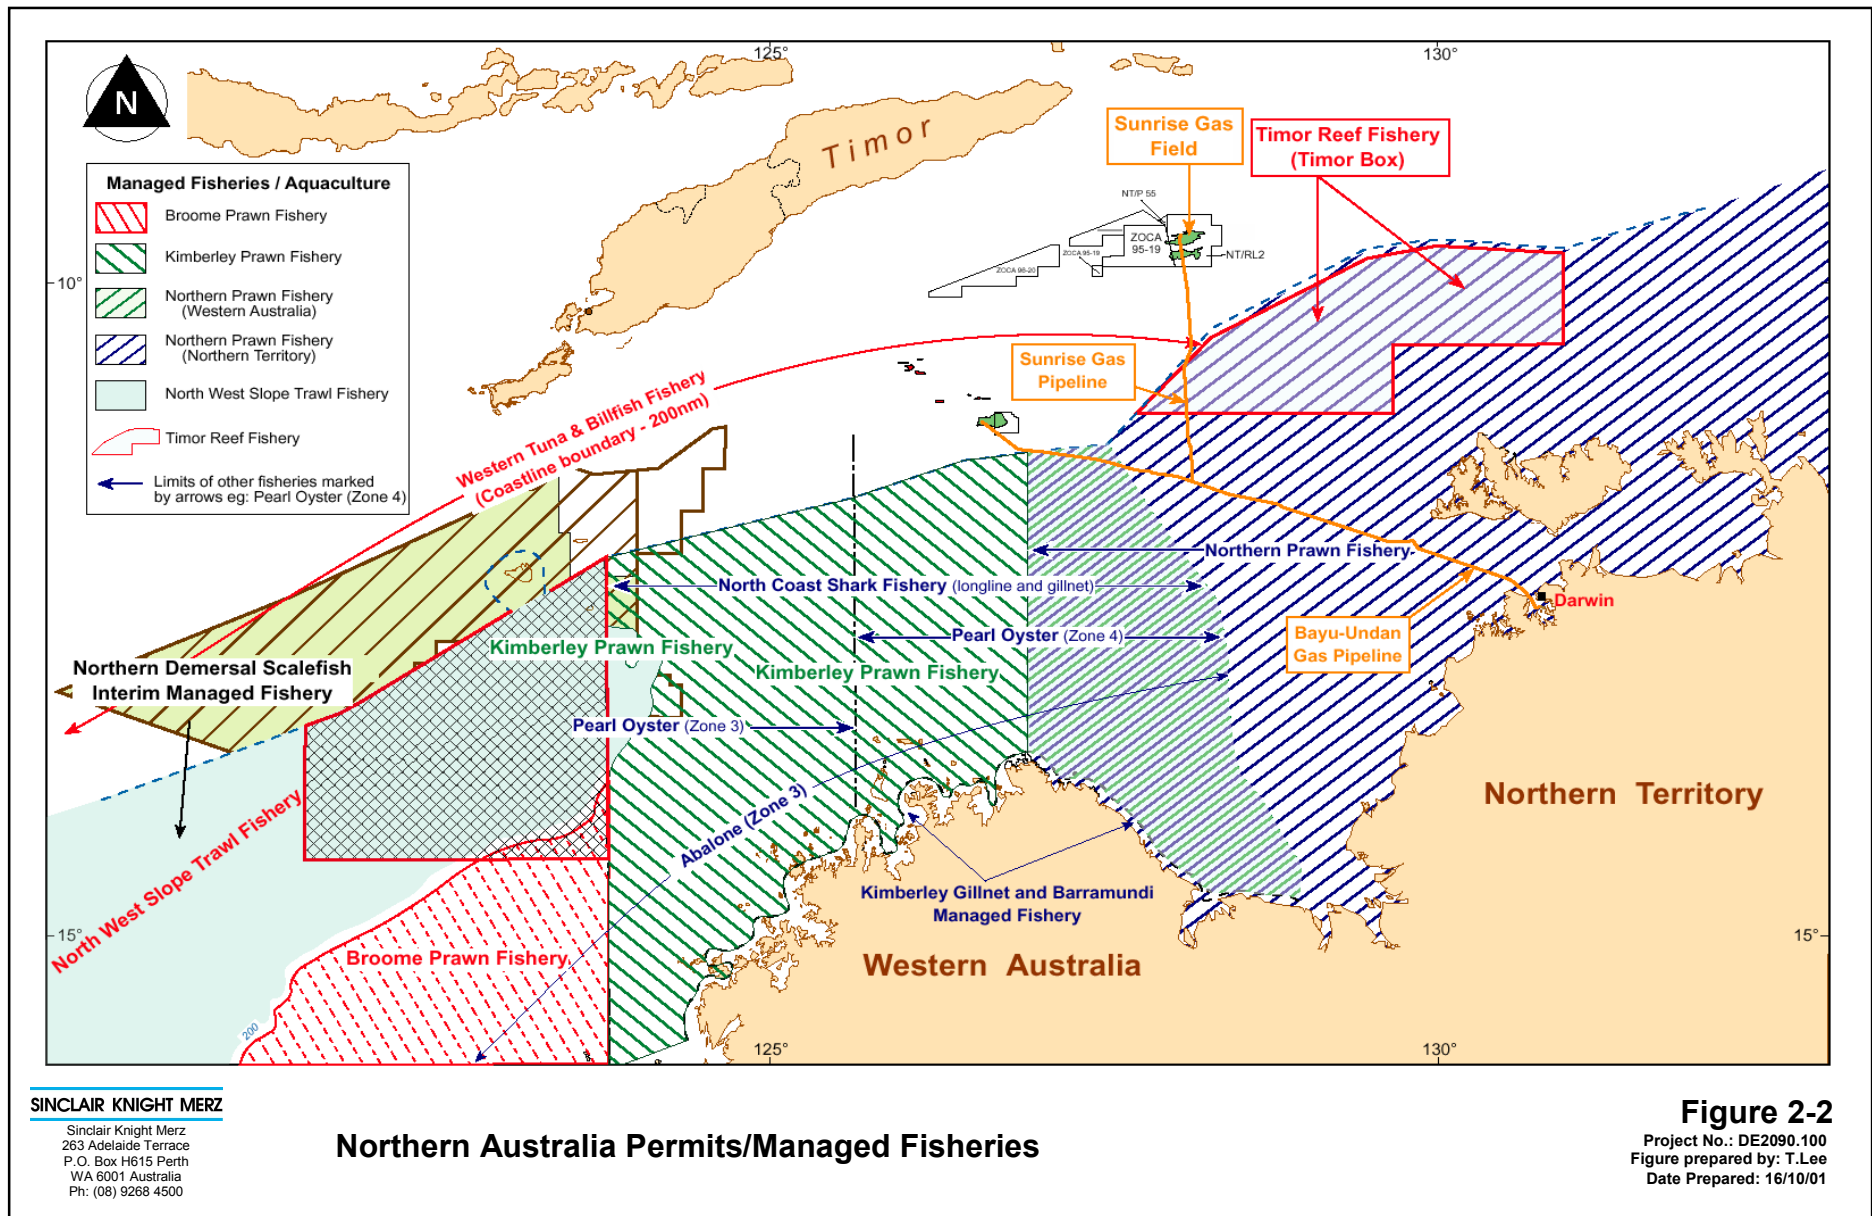 125°
130°
N
Timor
Sunrise Gas
Field
Timor Reef Fishery
(Timor Box)
Managed Fisheries / Aquaculture
Broome Prawn Fishery
Kimberley Prawn Fishery
Northern Prawn Fishery
(Western Australia)
Northern Prawn Fishery
(Northern Territory)
North West Slope Trawl Fishery
Timor Reef Fishery
Limits of other fisheries marked
by arrows eg: Pearl Oyster (Zone 4)
NT/P 55
ZOCA
95-19
ZOCA 95-18
ZOCA 96-20
NT/RL2
10°
Sunrise Gas
Pipeline
Western Tuna & Billfish Fishery
(Coastline boundary - 200nm)
Northern Prawn Fishery
North Coast Shark Fishery (longline and gillnet)
Darwin
Pearl Oyster (Zone 4)
Bayu-Undan
Gas Pipeline
Kimberley Prawn Fishery
Kimberley Prawn Fishery
Northern Demersal Scalefish
Interim Managed Fishery
Pearl Oyster (Zone 3)
Northern Territory
Abalone (Zone 3)
North West Slope Trawl Fishery
Kimberley Gillnet and Barramundi
Managed Fishery
15°
15°
Broome Prawn Fishery
Western Australia
200
125°
130°
SINCLAIR KNIGHT MERZ
Sinclair Knight Merz
263 Adelaide Terrace
P.O. Box H615 Perth
WA 6001 Australia
Ph: (08) 9268 4500
Northern Australia Permits/Managed Fisheries
Figure 2-2
Project No.: DE2090.100
Figure prepared by: T.Lee
Date Prepared: 16/10/01